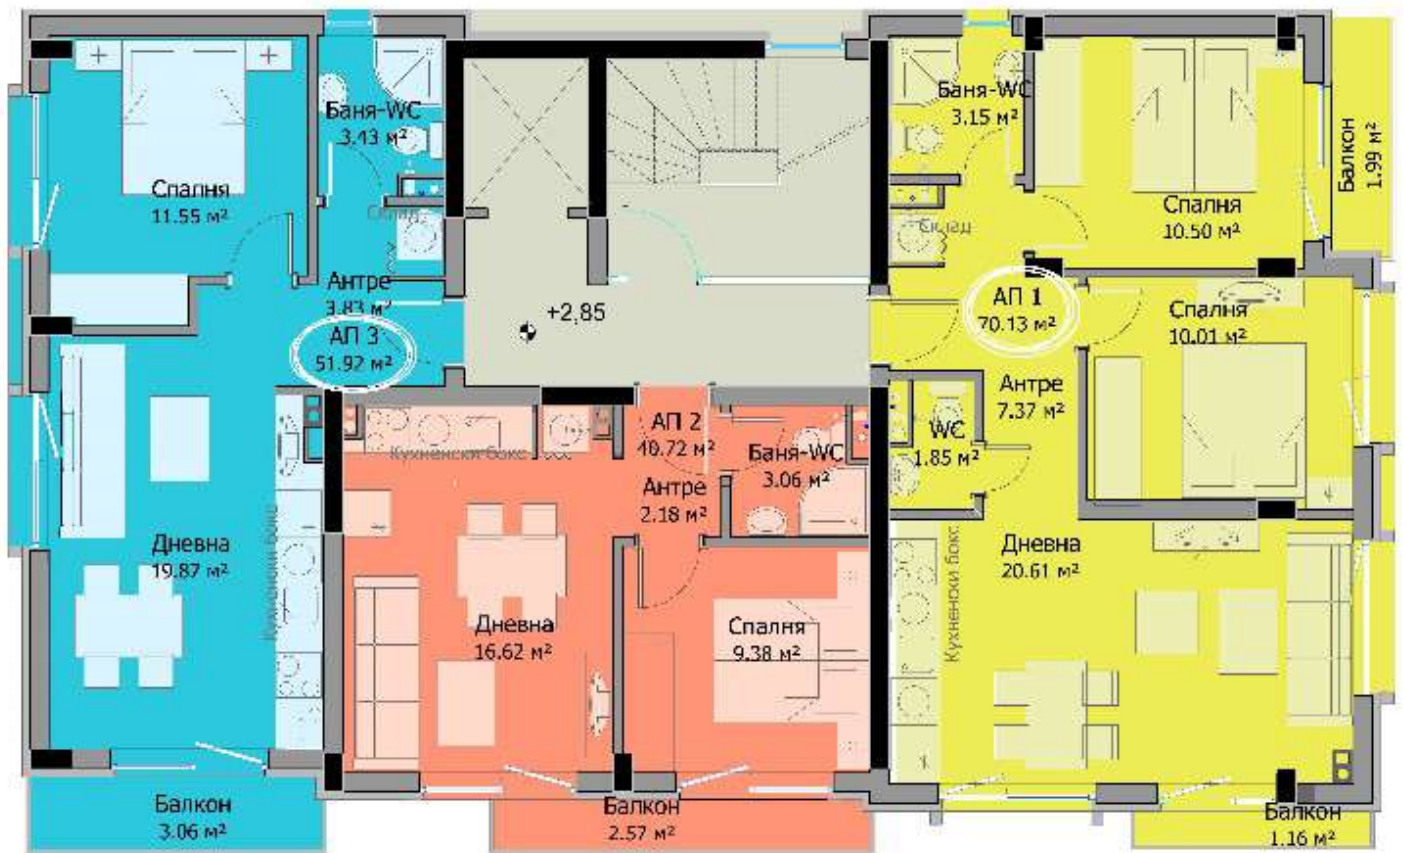 Баня-WC
3.43 м²
Спалня
11.55 м²
Склад
Антре
3.83 м²
АП 3
51.92 м²
Дневна
19.87 м²
Кухненски бокс
Балкон
3.06 м²
+2,85
АП 2
40.72 м²
Кухненски бокс
Антре
2.18 м²
Баня-WC
3.06 м²
Дневна
16.62 м²
Спалня
9.38 м²
Балкон
2.57 м²
Баня-WC
3.15 м²
Спалня
10.50 м²
Балкон
1.99 м²
Склад
АП 1
70.13 м²
Спалня
10.01 м²
Антре
7.37 м²
WC
1.85 м²
Дневна
20.61 м²
Кухненски бокс
Балкон
1.16 м²